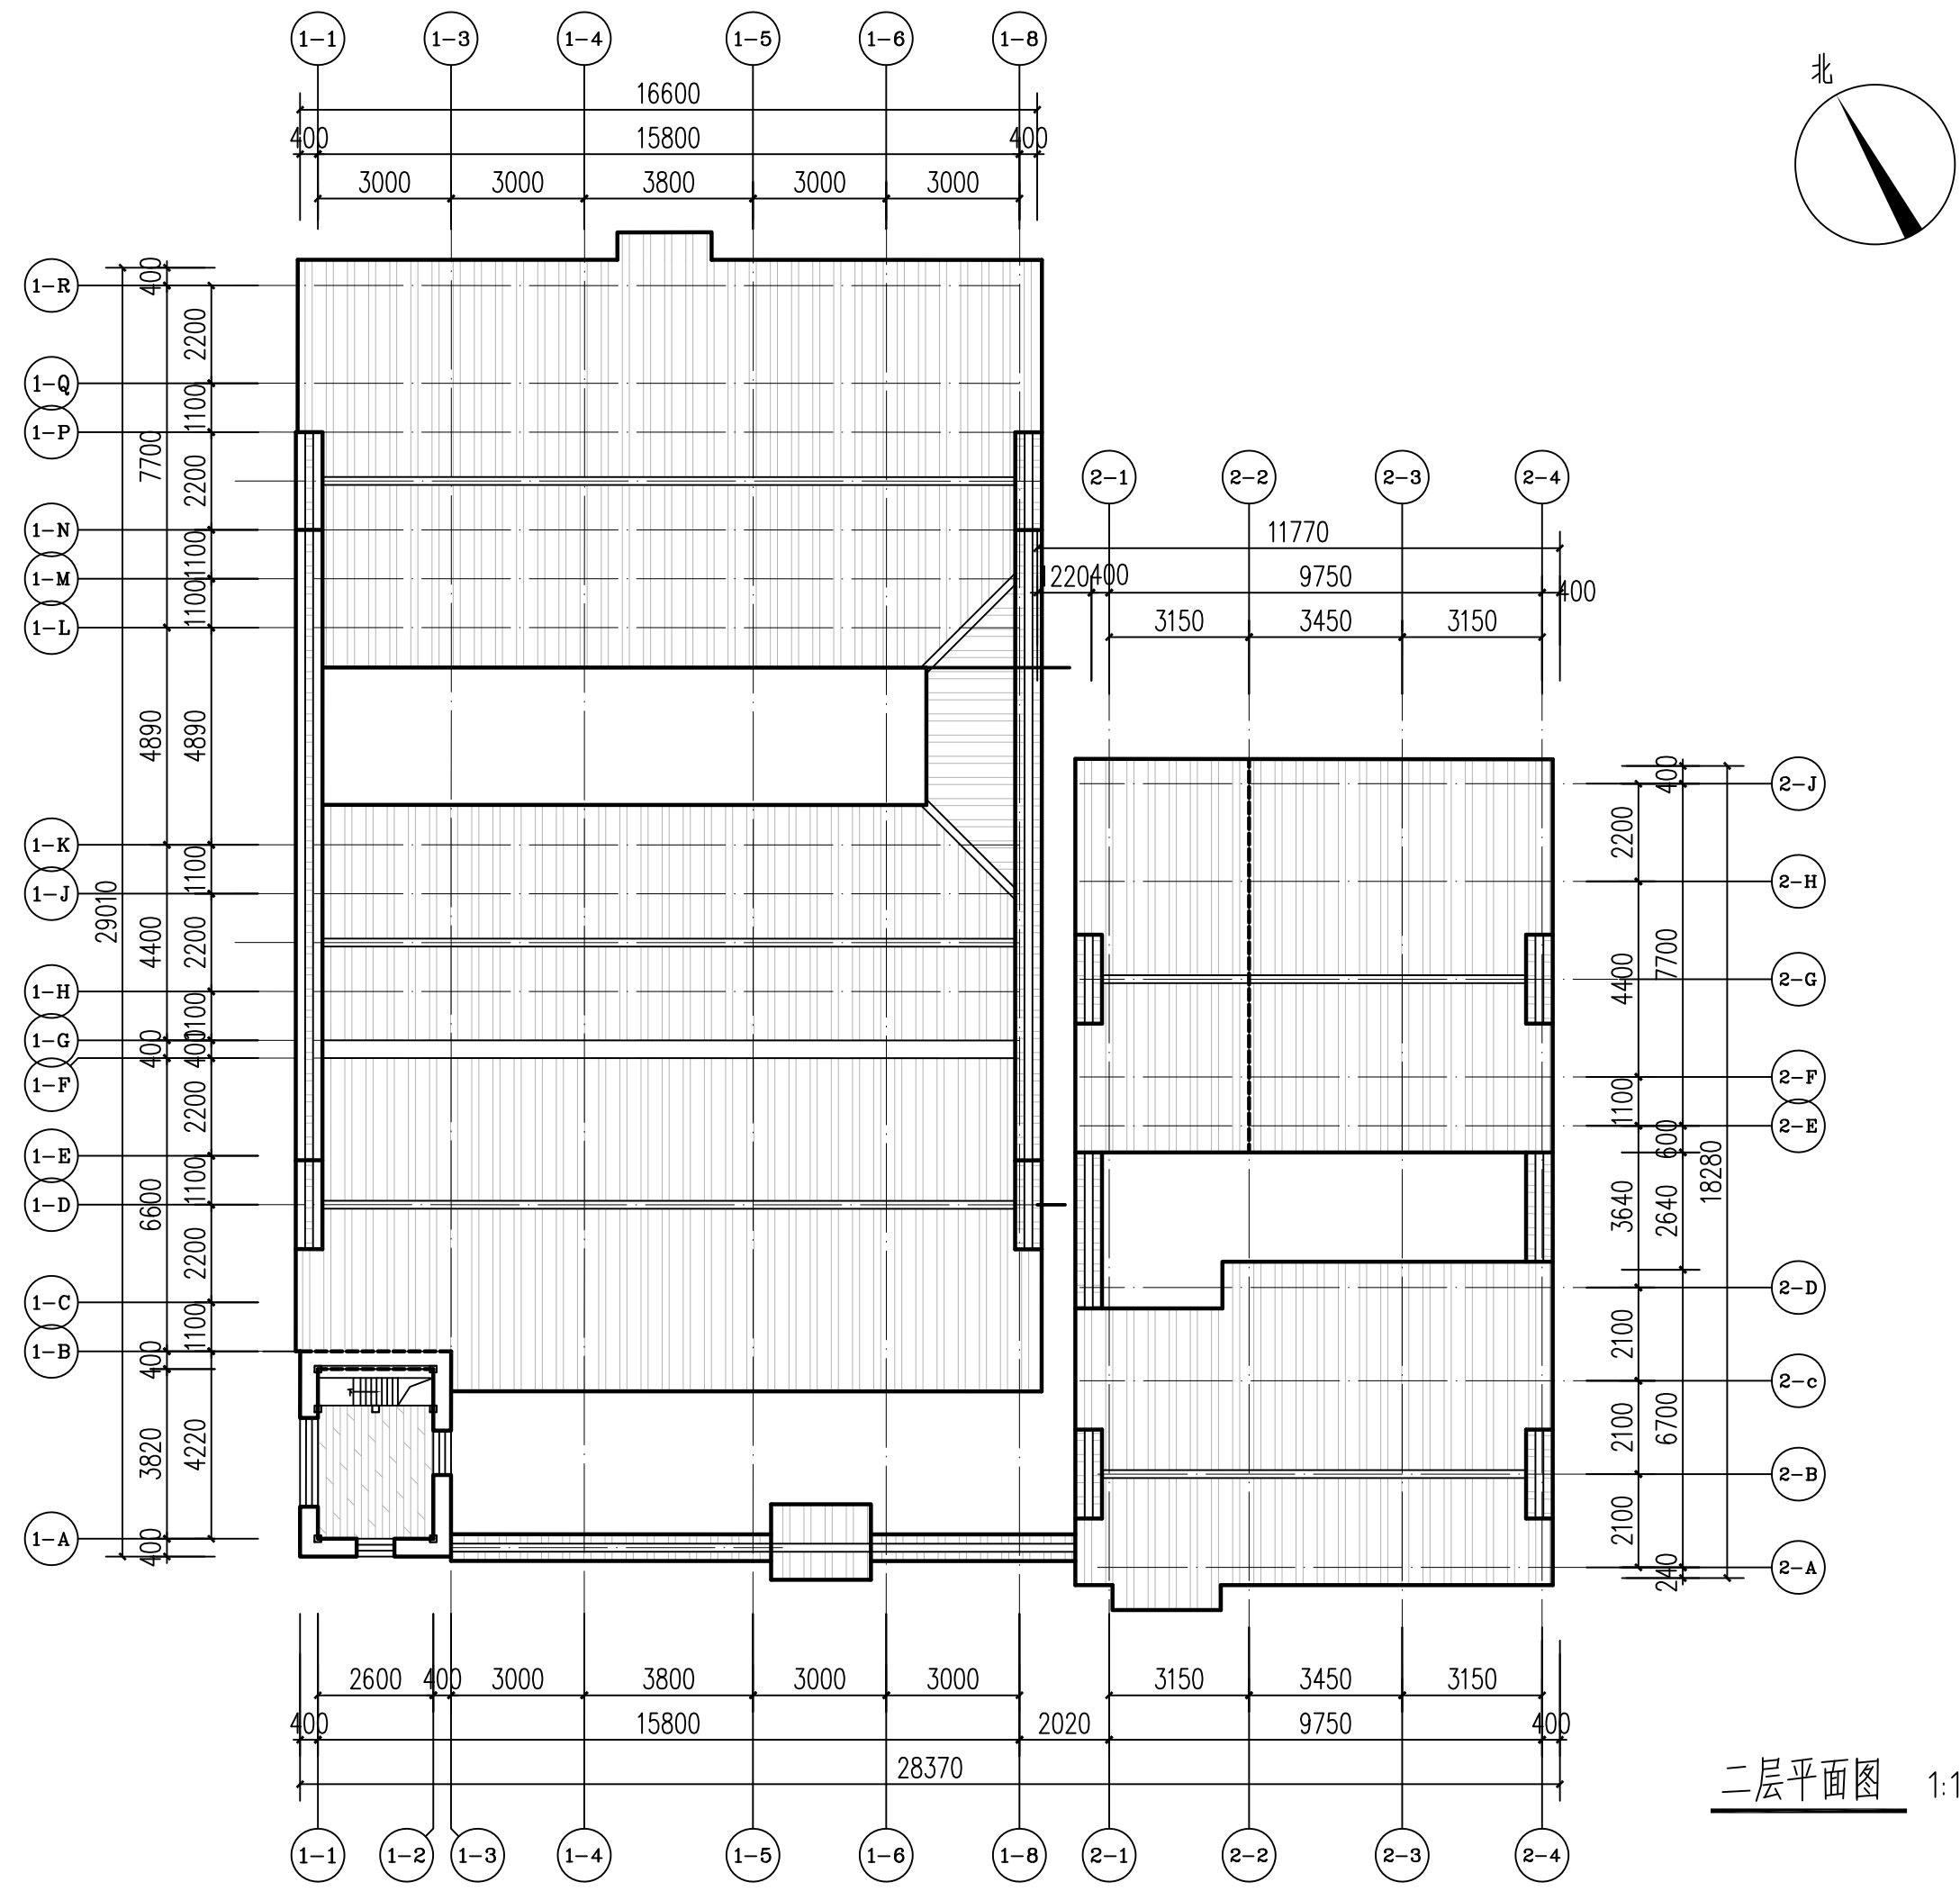 1-1 1-3 1-4 1-5 1-6 1-8
北
16600
400 15800 400
3000 3000 3800 3000 3000
1-R
1-Q
1-P
1-N
1-M
1-L
1-K
1-J
1-H
1-G
1-F
1-E
1-D
1-C
1-B
1-A
29010
400
7700
4890
4400
400
6600
400
3820
400
2200
1100
2200
1100
1100
4890
1100
2200
1100
400
2200
1100
2200
1100
4220
2-1 2-2 2-3 2-4
11770
1220 400 9750 400
3150 3450 3150
2200
4400
1100
3640
2100
2100
2100
400
7700
600
2640
6700
240
18280
2-J
2-H
2-G
2-F
2-E
2-D
2-c
2-B
2-A
2600 400 3000 3800 3000 3000 3150 3450 3150
400 15800 2020 9750 400
28370
二层平面图 1:1
1-1 1-2 1-3 1-4 1-5 1-6 1-8 2-1 2-2 2-3 2-4